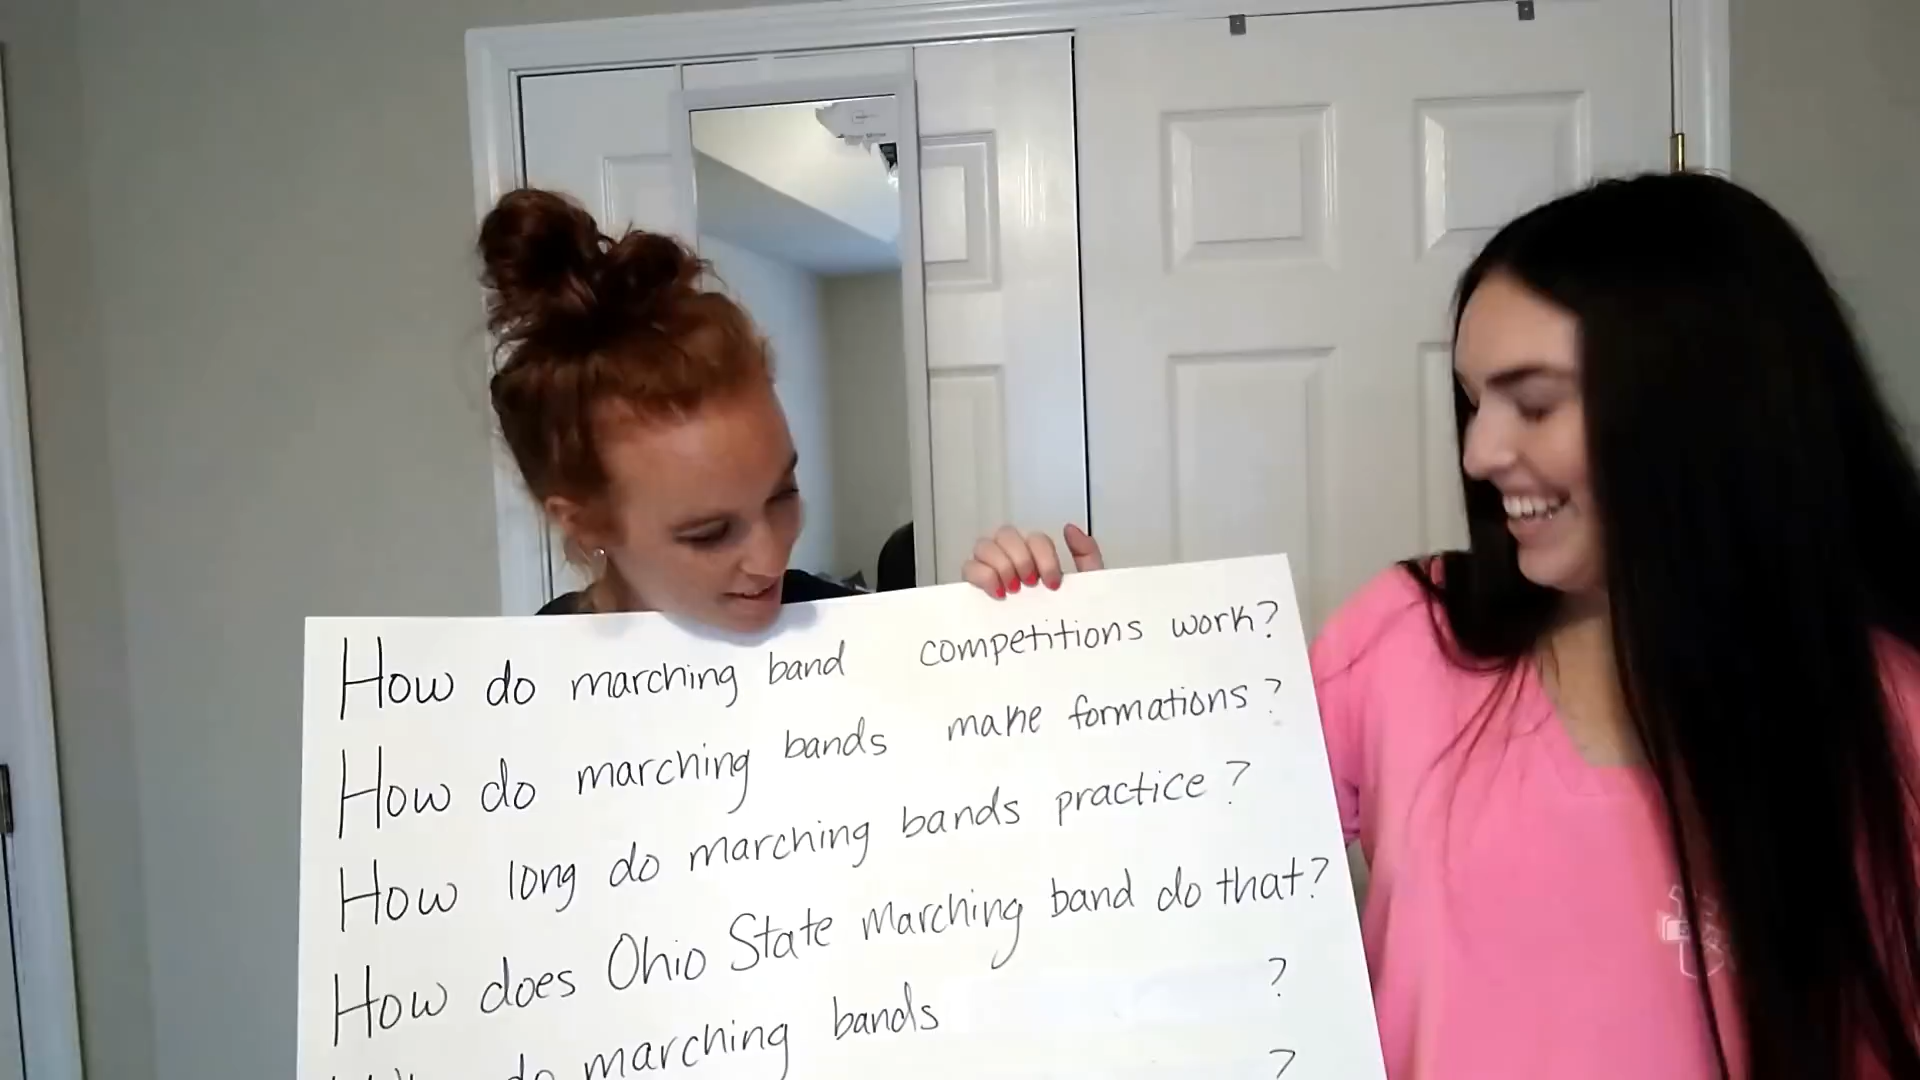 How do marching band competitions work?
How do marching bands make formations?
How long do marching bands practice?
How does Ohio State marching band do that?
do marching bands ?
?